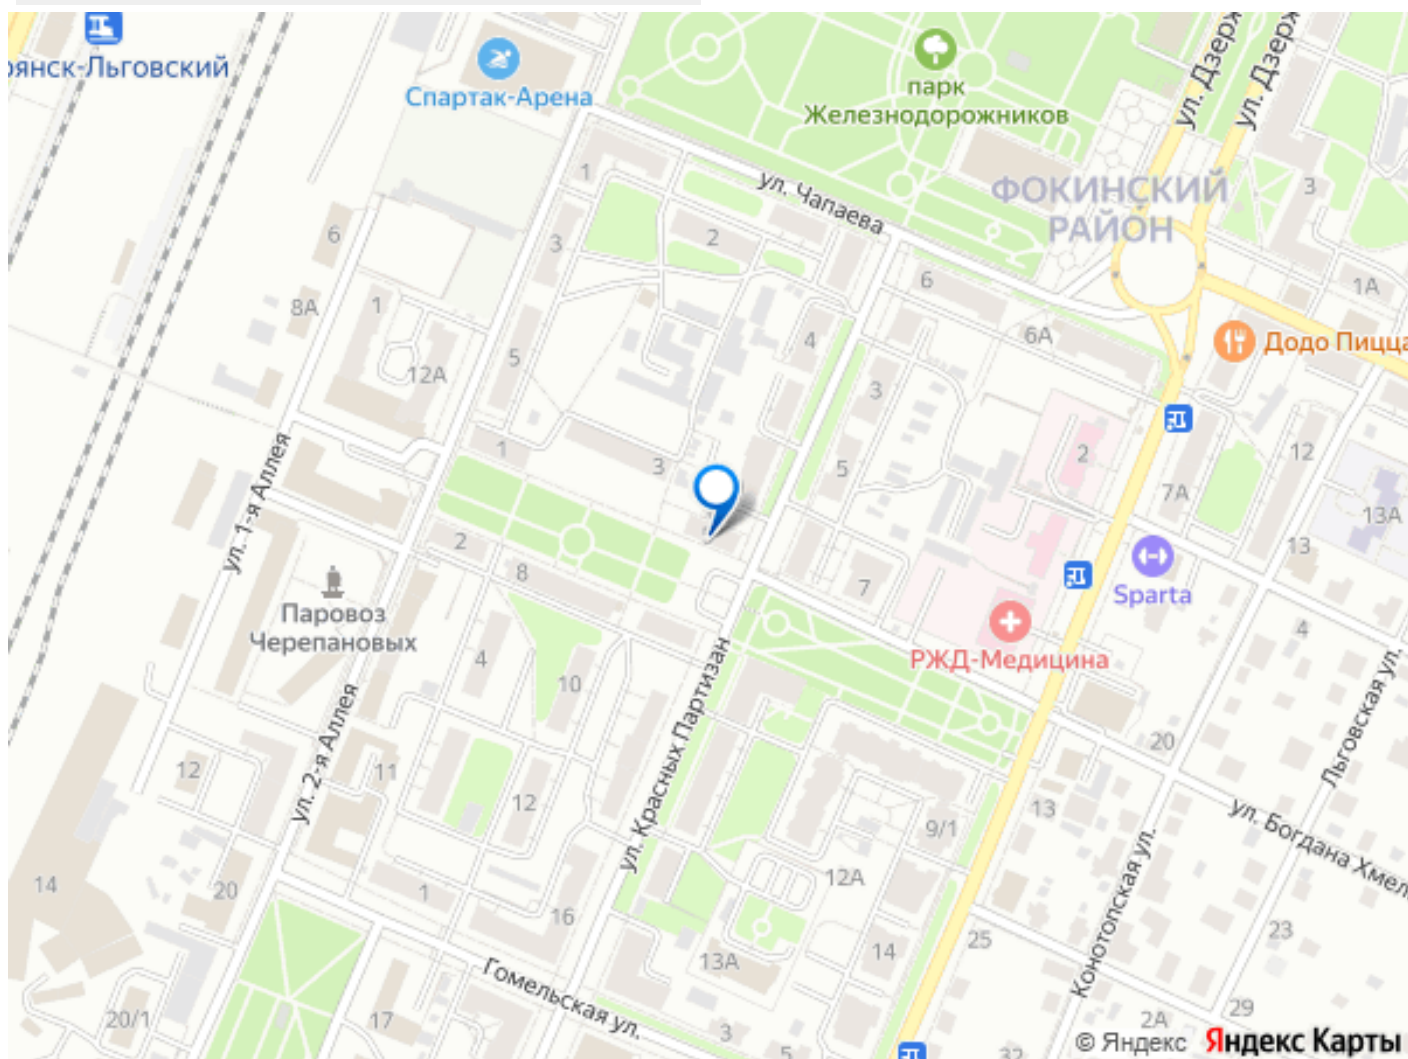 рянск-Льговский
Спартак-Арена
парк
Железнодорожников
ул. Дзерж
ул. Дзерж
ФОКИНСКИЙ
РАЙОН
ул. Чапаева
1
3
2
6
3
6
1А
8А
1
4
6А
Додо Пицца
5
12А
3
1
3
5
2
12
7А
13А
ул. 1-я Аллея
2
8
7
13
Sparta
Паровоз
Черепановых
4
РЖД-Медицина
4
10
ул. Красных Партизан
Льговская ул.
20
12
11
ул. 2-я Аллея
12
13
9/1
ул. Богдана Хмел
14
20
1
16
12А
Конотопская ул.
23
25
14
13А
Гомельская ул.
20/1
17
3
5
32
2А
29
© Яндекс
Яндекс Карты